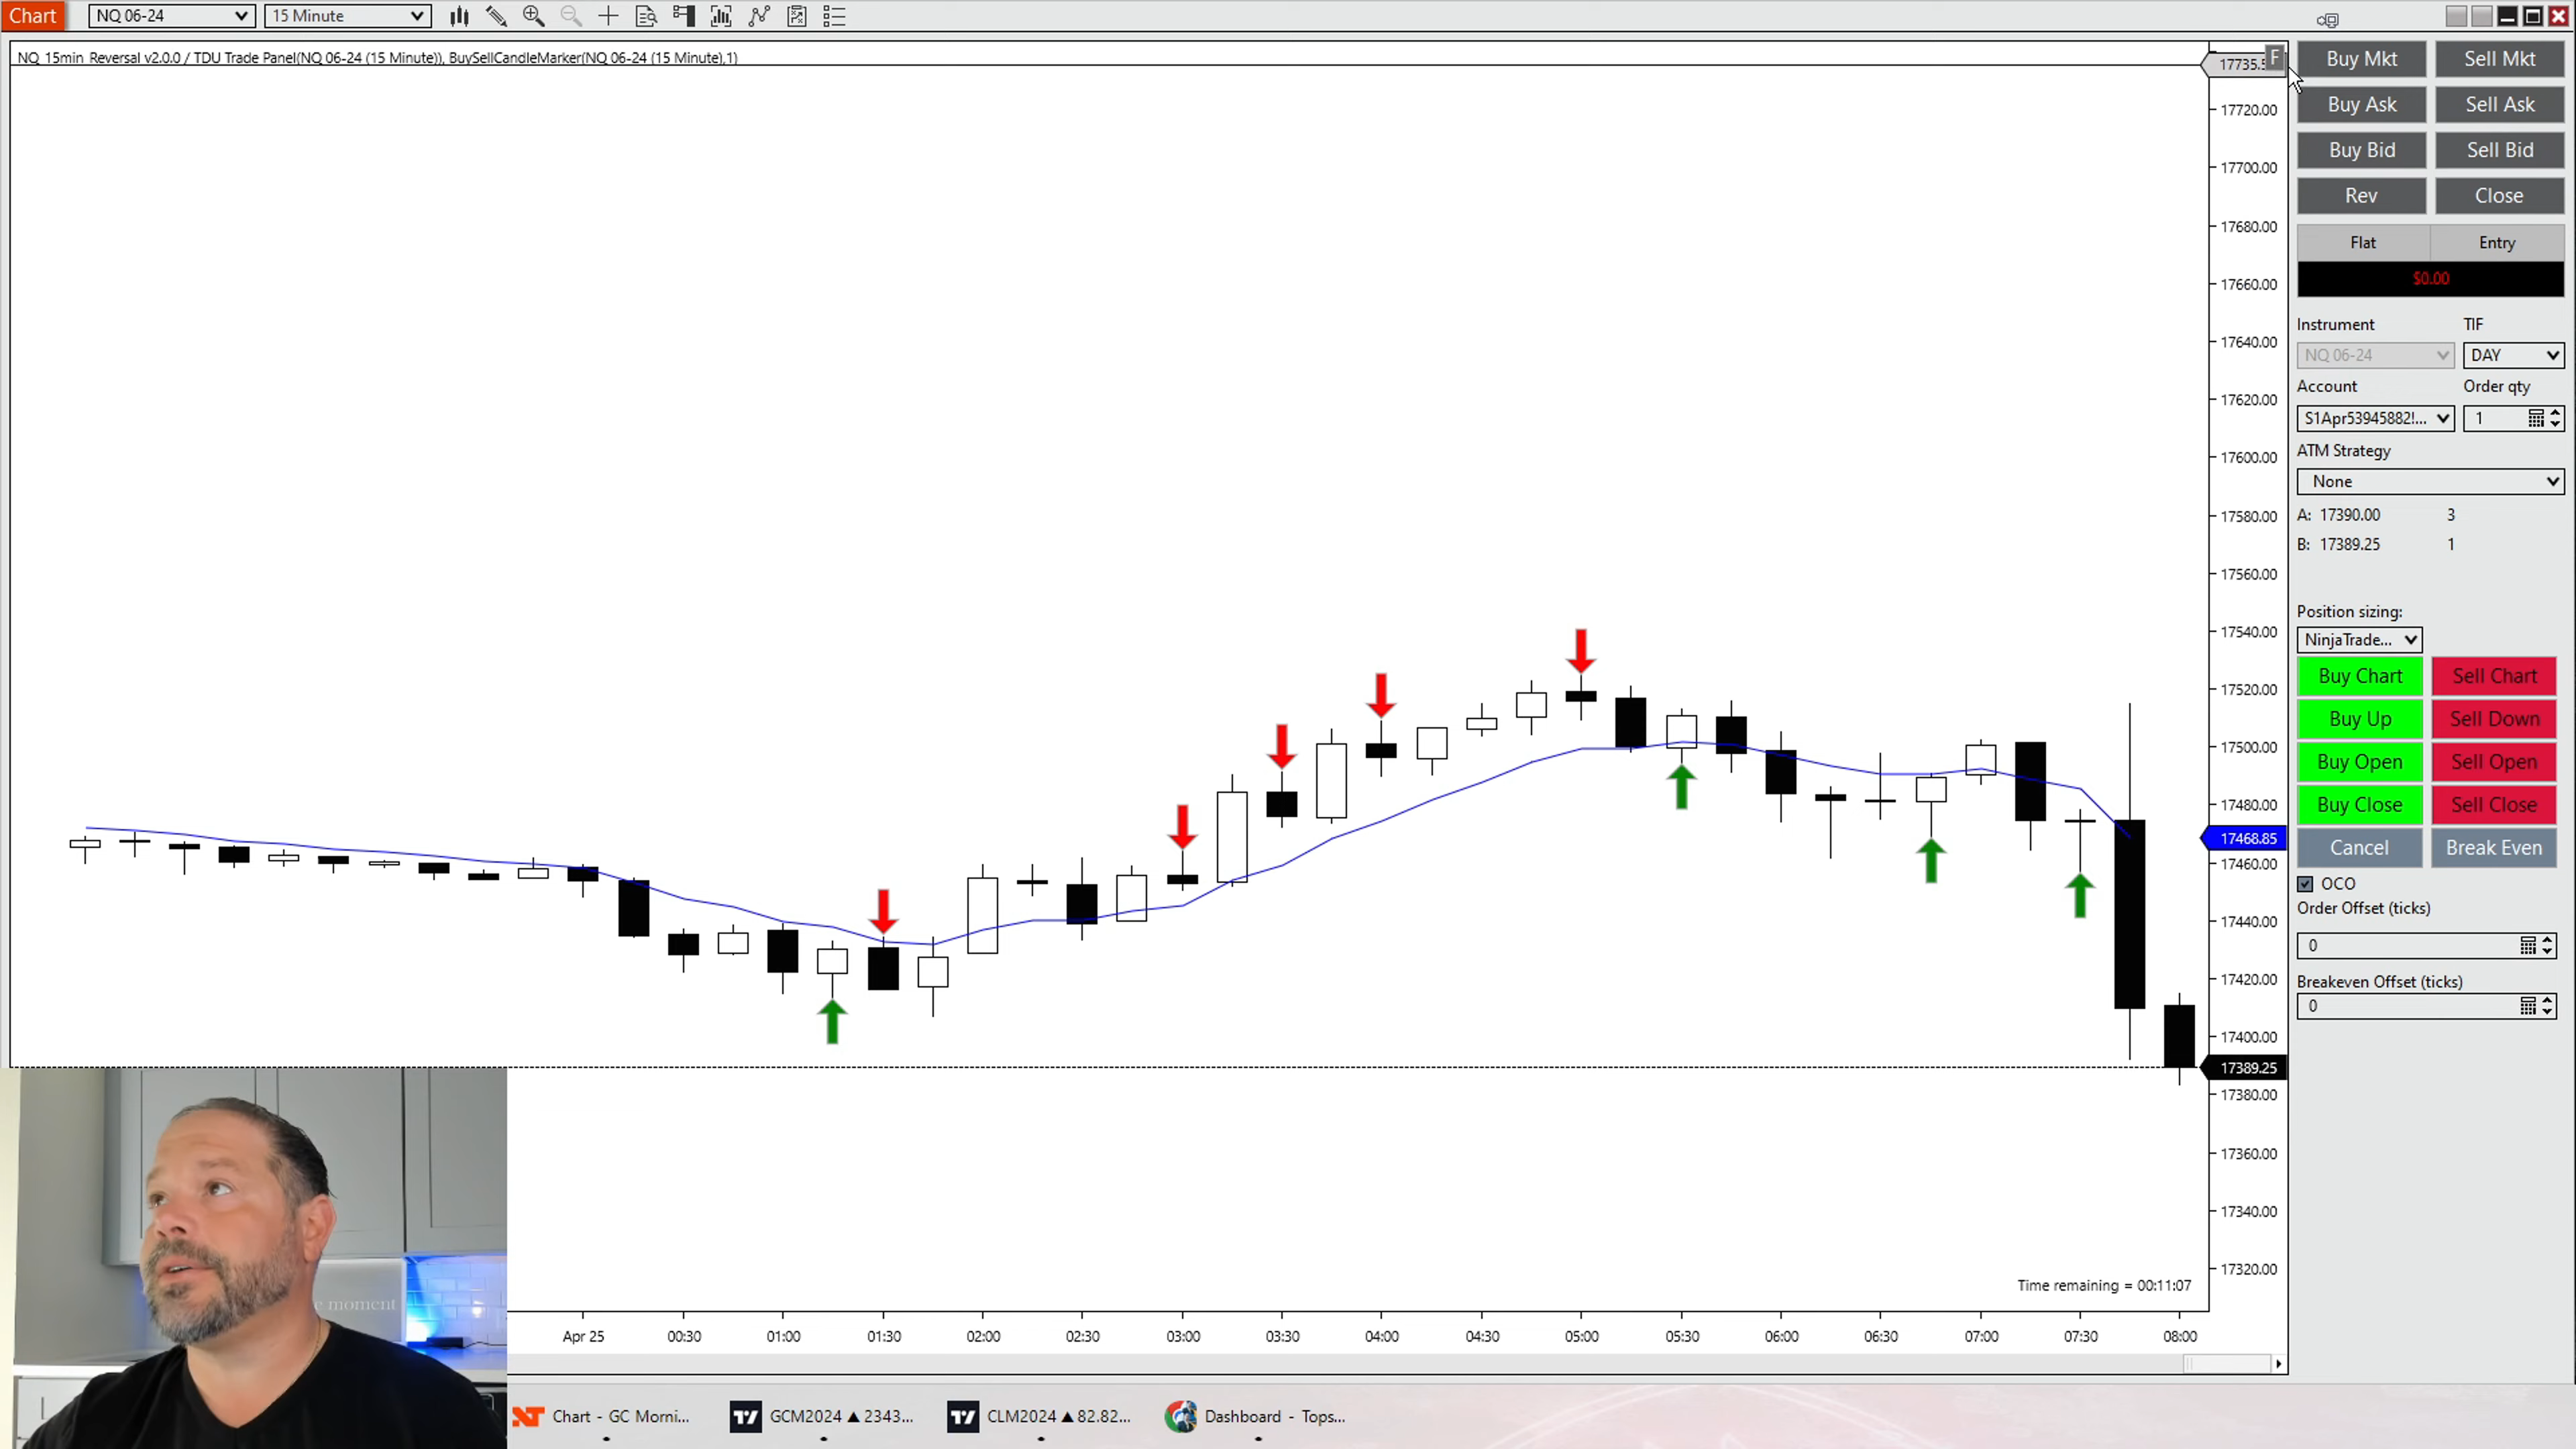 Chart NQ 06-24 15 Minute
NQ 15min Reversal v2.0.0 / TDU Trade Panel(NQ 06-24 (15 Minute)), BuySellCandleMarker(NQ 06-24 (15 Minute),1)
F
17720.00
17700.00
17680.00
17660.00
17640.00
17620.00
17600.00
17580.00
17560.00
17540.00
17520.00
17500.00
17480.00
17468.85
17460.00
17440.00
17420.00
17400.00
17389.25
17380.00
17360.00
17340.00
17320.00
Time remaining = 00:11:07
Apr 25 00:30 01:00 01:30 02:00 02:30 03:00 03:30 04:00 04:30 05:00 05:30 06:00 06:30 07:00 07:30 08:00
Buy Mkt Sell Mkt
Buy Ask Sell Ask
Buy Bid Sell Bid
Rev Close
Flat Entry
$0.00
Instrument TIF
NQ 06-24 DAY
Account Order qty
S1Apr53945882!... 1
ATM Strategy
None
A: 17390.00 3
B: 17389.25 1
Position sizing:
NinjaTrade...
Buy Chart Sell Chart
Buy Up Sell Down
Buy Open Sell Open
Buy Close Sell Close
Cancel Break Even
OCO
Order Offset (ticks)
0
Breakeven Offset (ticks)
0
moment
Chart - GC Morni... GCM2024 ▲ 2343... CLM2024 ▲ 82.82... Dashboard - Tops...